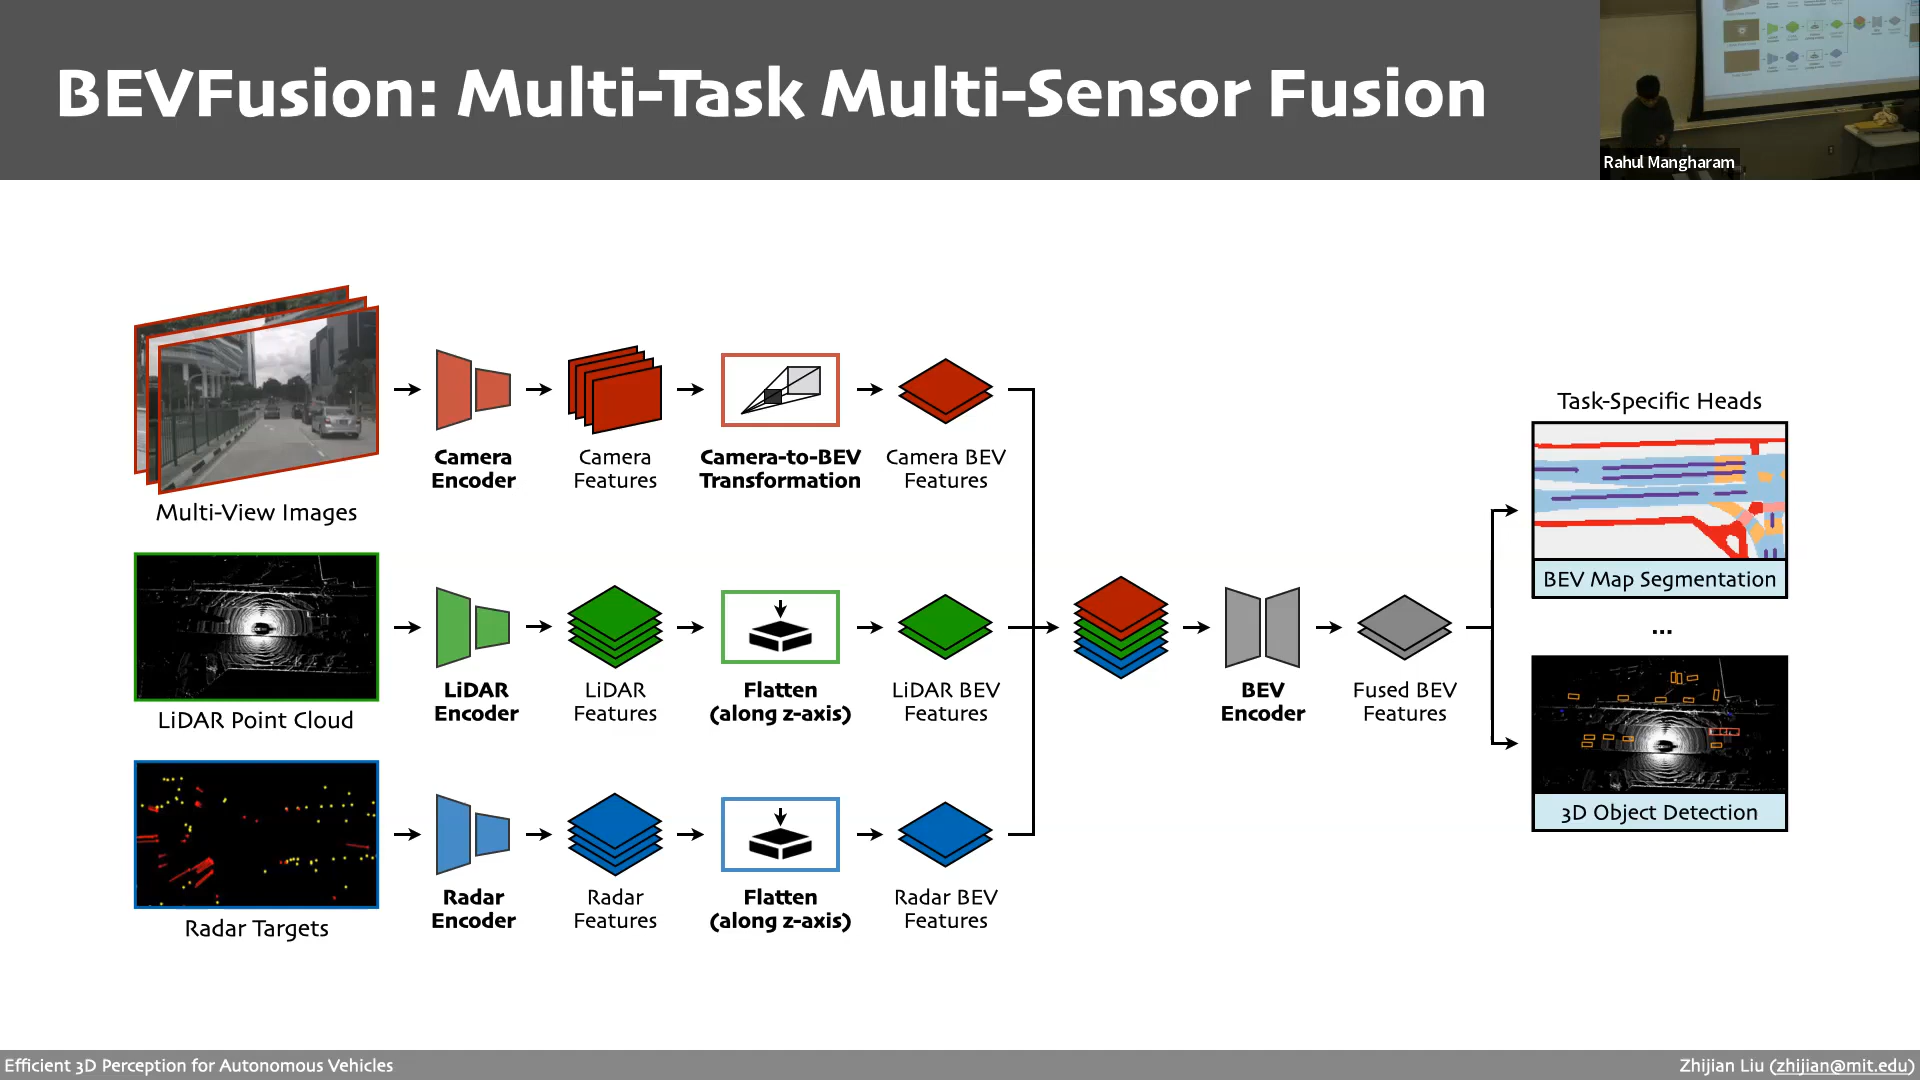 BEVFusion: Multi-Task Multi-Sensor Fusion
Rahul Mangharam
Multi-View Images
Camera
Encoder
Camera
Features
Camera-to-BEV
Transformation
Camera BEV
Features
LiDAR Point Cloud
LiDAR
Encoder
LiDAR
Features
Flatten
(along z-axis)
LiDAR BEV
Features
Radar Targets
Radar
Encoder
Radar
Features
Flatten
(along z-axis)
Radar BEV
Features
BEV
Encoder
Fused BEV
Features
Task-Specific Heads
BEV Map Segmentation
...
3D Object Detection
Efficient 3D Perception for Autonomous Vehicles
Zhijian Liu (zhijian@mit.edu)